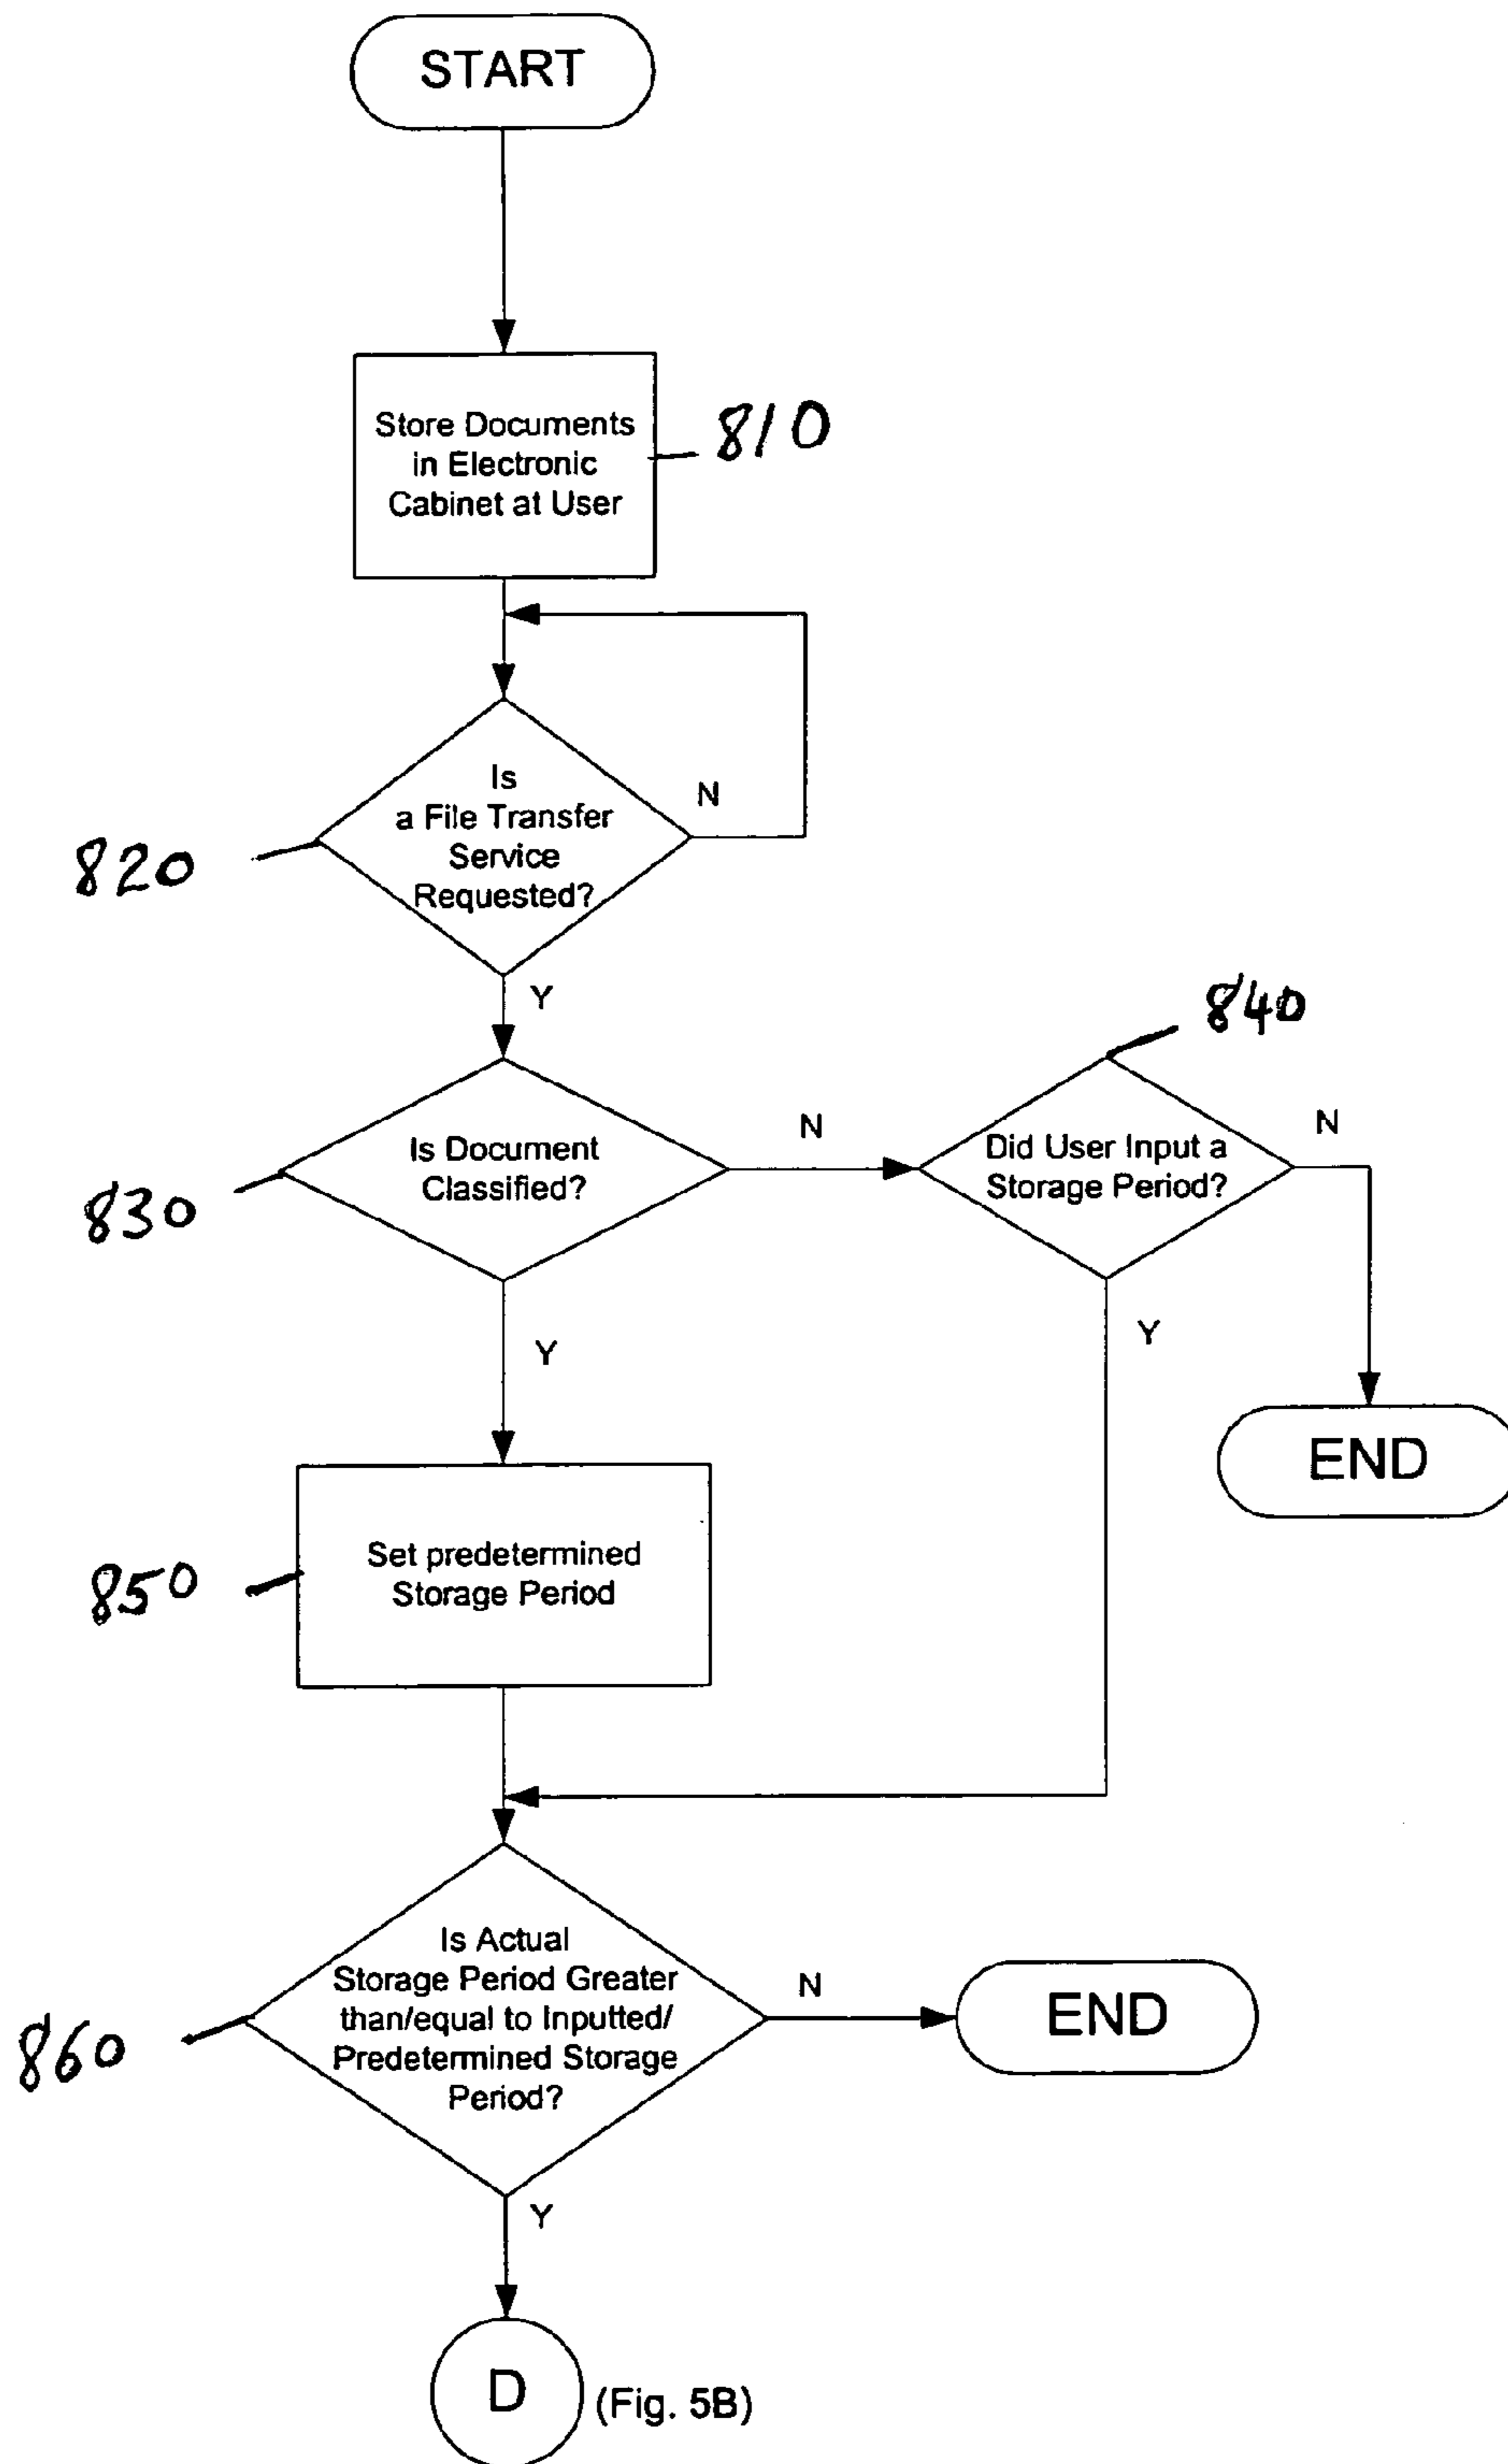 START
Store Documents
in Electronic
Cabinet at User
810
Is
a File Transfer
Service
Requested?
N
820
Y
840
Is Document
Classified?
N
Did User Input a
Storage Period?
N
830
Y
Y
END
Set predetermined
Storage Period
850
Is Actual
Storage Period Greater
than/equal to Inputted/
Predetermined Storage
Period?
N
END
860
Y
D
(Fig. 5B)